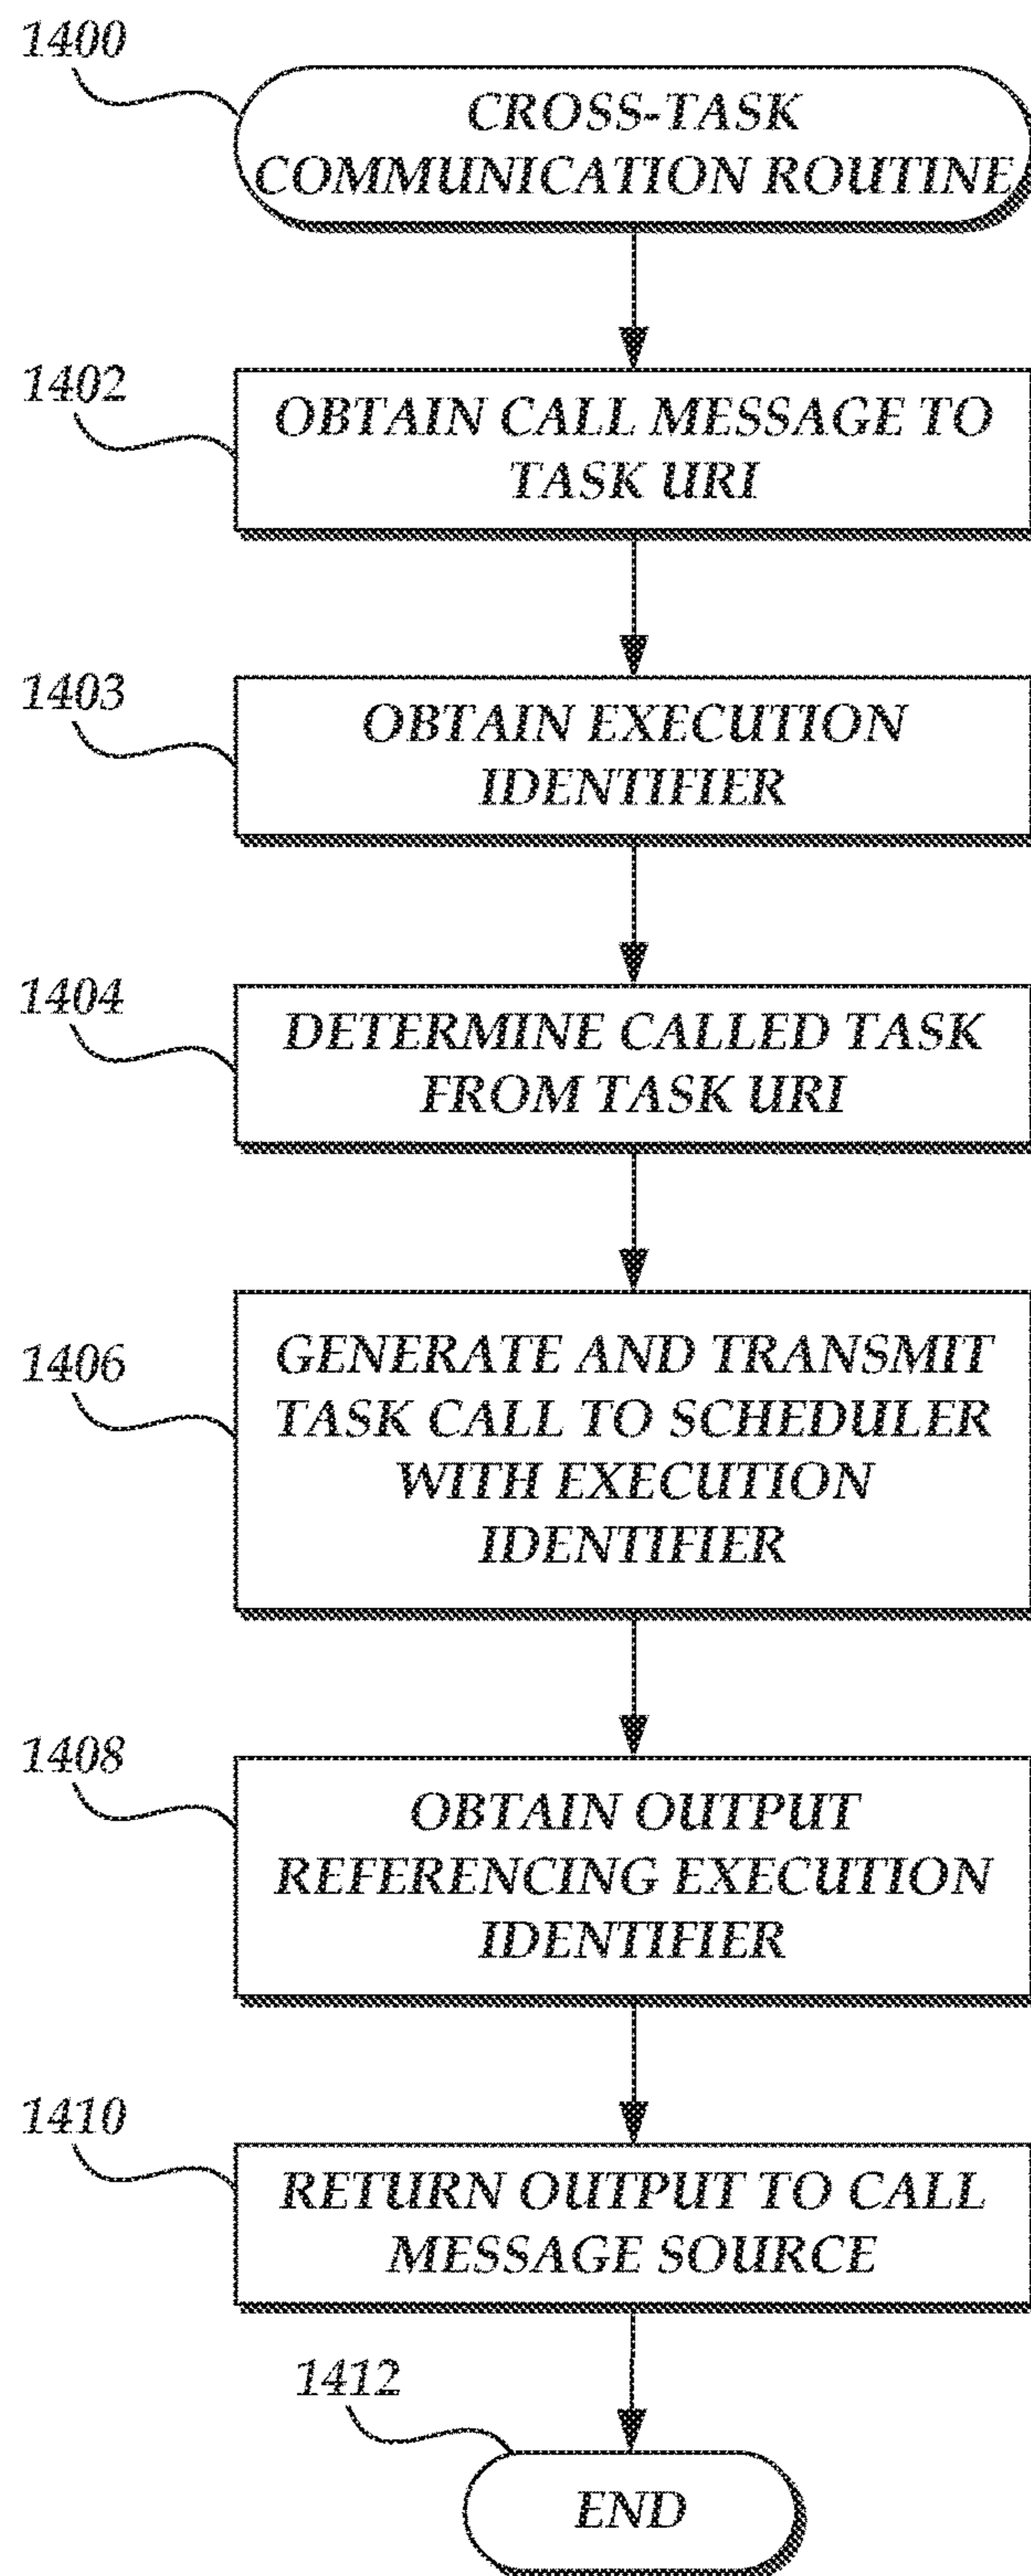 1400
CROSS-TASK
COMMUNICATION ROUTINE
1402
OBTAIN CALL MESSAGE TO
TASK URI
1403
OBTAIN EXECUTION
IDENTIFIER
1404
DETERMINE CALLED TASK
FROM TASK URI
1406
GENERATE AND TRANSMIT
TASK CALL TO SCHEDULER
WITH EXECUTION
IDENTIFIER
1408
OBTAIN OUTPUT
REFERENCING EXECUTION
IDENTIFIER
1410
RETURN OUTPUT TO CALL
MESSAGE SOURCE
1412
END